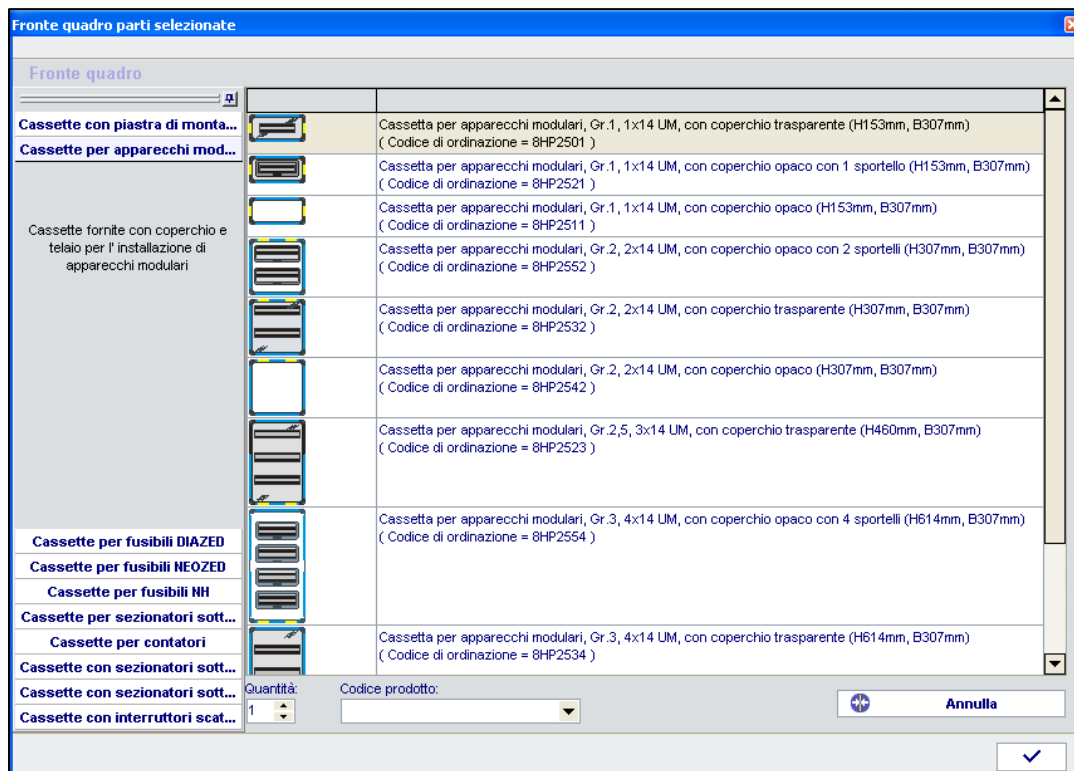 Fronte quadro parti selezionate
Fronte quadro
Cassette con piastra di monta...
Cassette per apparecchi mod...
Cassette fornite con coperchio e
telaio per l' installazione di
apparecchi modulari
Cassette per fusibili DIAZED
Cassette per fusibili NEOZED
Cassette per fusibili NH
Cassette per sezionatori sott...
Cassette per contatori
Cassette con sezionatori sott...
Cassette con sezionatori sott...
Cassette con interruttori scat...
Cassetta per apparecchi modulari, Gr.1, 1x14 UM, con coperchio trasparente (H153mm, B307mm)
( Codice di ordinazione = 8HP2501 )
Cassetta per apparecchi modulari, Gr.1, 1x14 UM, con coperchio opaco con 1 sportello (H153mm, B307mm)
( Codice di ordinazione = 8HP2521 )
Cassetta per apparecchi modulari, Gr.1, 1x14 UM, con coperchio opaco (H153mm, B307mm)
( Codice di ordinazione = 8HP2511 )
Cassetta per apparecchi modulari, Gr.2, 2x14 UM, con coperchio opaco con 2 sportelli (H307mm, B307mm)
( Codice di ordinazione = 8HP2552 )
Cassetta per apparecchi modulari, Gr.2, 2x14 UM, con coperchio trasparente (H307mm, B307mm)
( Codice di ordinazione = 8HP2532 )
Cassetta per apparecchi modulari, Gr.2, 2x14 UM, con coperchio opaco (H307mm, B307mm)
( Codice di ordinazione = 8HP2542 )
Cassetta per apparecchi modulari, Gr.2,5, 3x14 UM, con coperchio trasparente (H460mm, B307mm)
( Codice di ordinazione = 8HP2523 )
Cassetta per apparecchi modulari, Gr.3, 4x14 UM, con coperchio opaco con 4 sportelli (H614mm, B307mm)
( Codice di ordinazione = 8HP2554 )
Cassetta per apparecchi modulari, Gr.3, 4x14 UM, con coperchio trasparente (H614mm, B307mm)
( Codice di ordinazione = 8HP2534 )
Quantità:
Codice prodotto:
1
Annulla